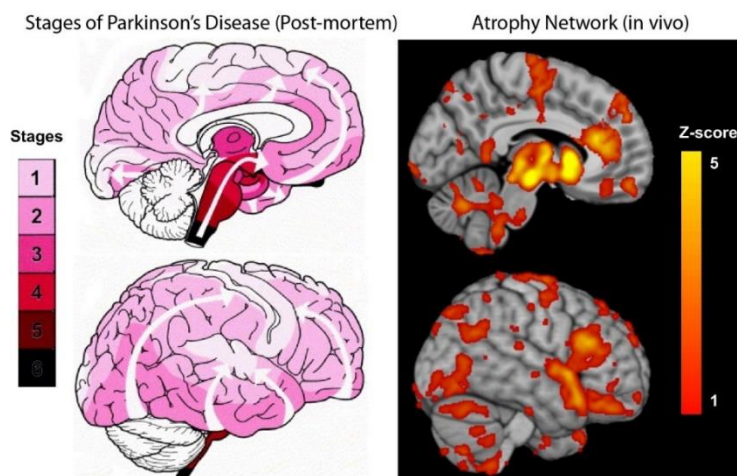 Stages of Parkinson's Disease (Post-mortem)
Atrophy Network (in vivo)
Stages
1
2
3
4
5
6
Z-score
5
1